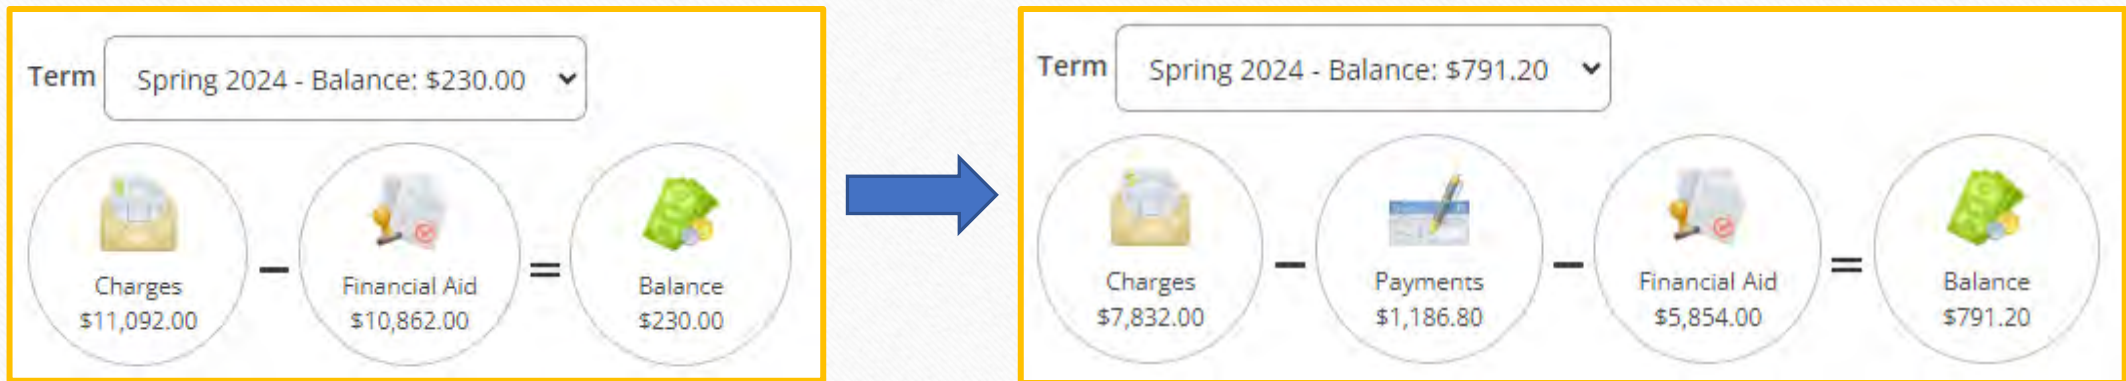 Term Spring 2024 - Balance: $230.00
Charges
$11,092.00
−
Financial Aid
$10,862.00
=
Balance
$230.00
Term Spring 2024 - Balance: $791.20
Charges
$7,832.00
−
Payments
$1,186.80
−
Financial Aid
$5,854.00
=
Balance
$791.20